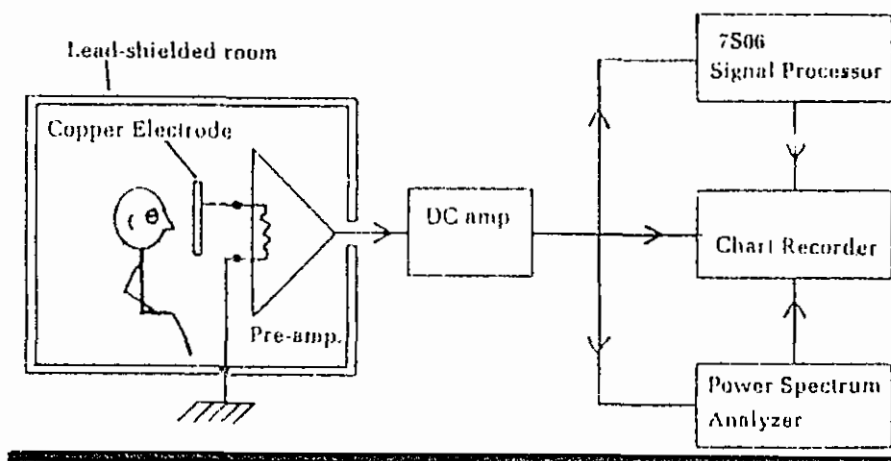 Lead-shielded room
Copper Electrode
Pre-amp.
DC amp
7S06
Signal Processor
Chart Recorder
Power Spectrum
Analyzer